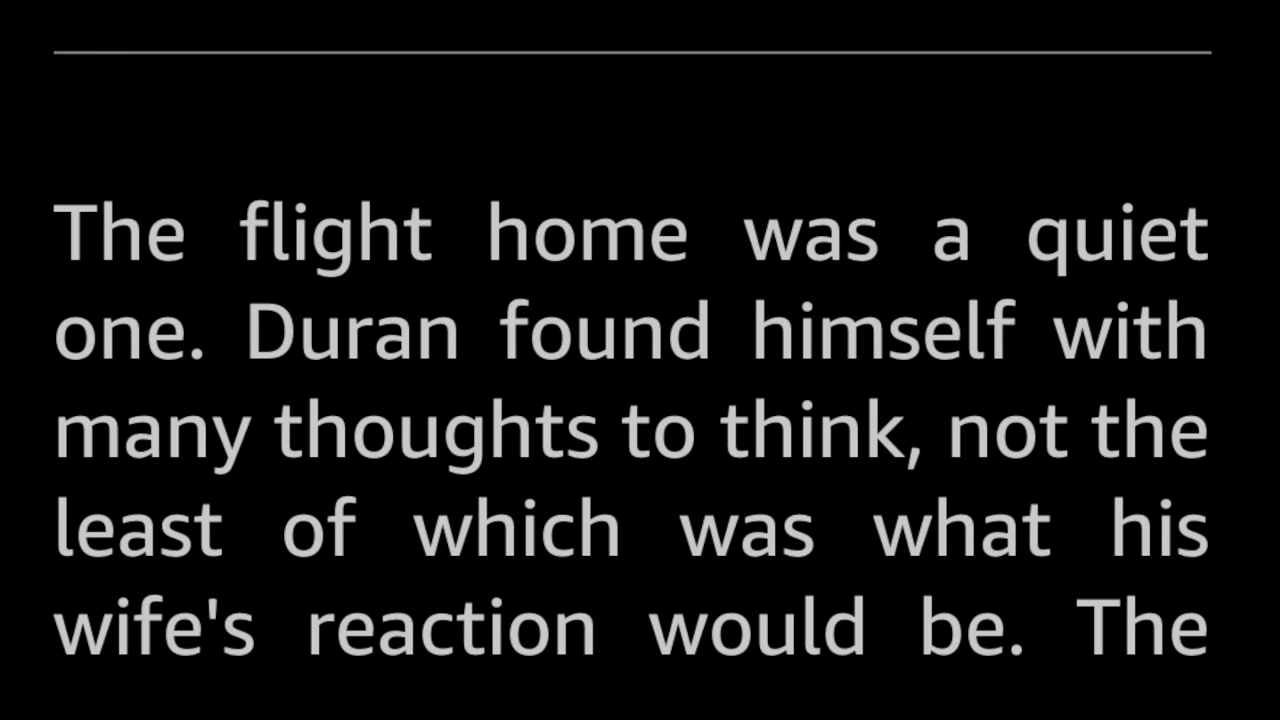 The flight home was a quiet
one. Duran found himself with
many thoughts to think, not the
least of which was what his
wife's reaction would be. The